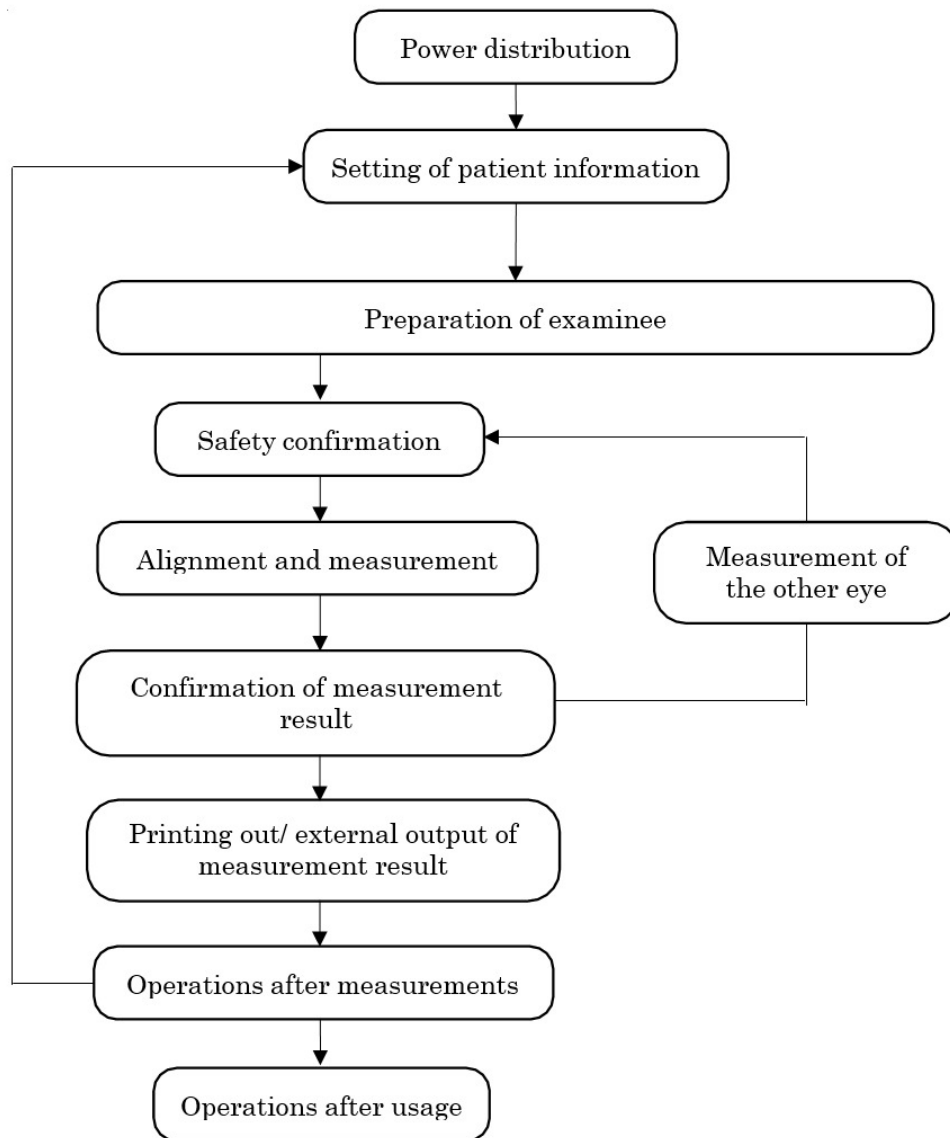 Power distribution
Setting of patient information
Preparation of examinee
Safety confirmation
Alignment and measurement
Measurement of
the other eye
Confirmation of measurement
result
Printing out/ external output of
measurement result
Operations after measurements
Operations after usage